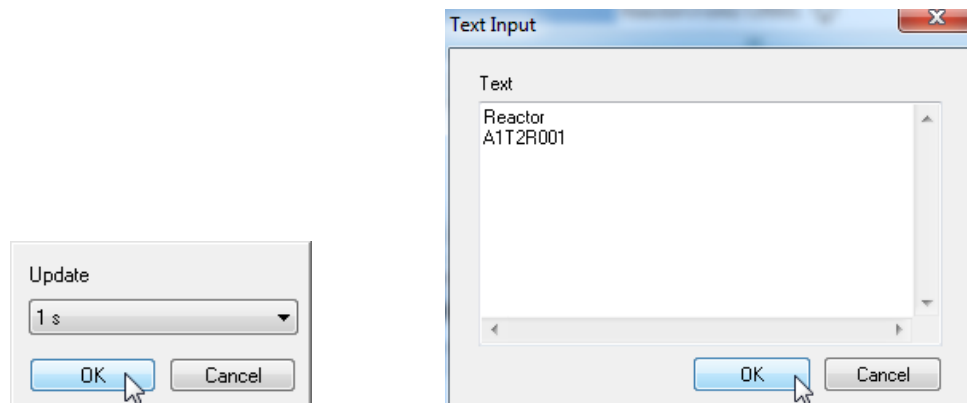 Text Input
Text
Reactor
A1T2R001
OK Cancel
Update
1 s
OK Cancel